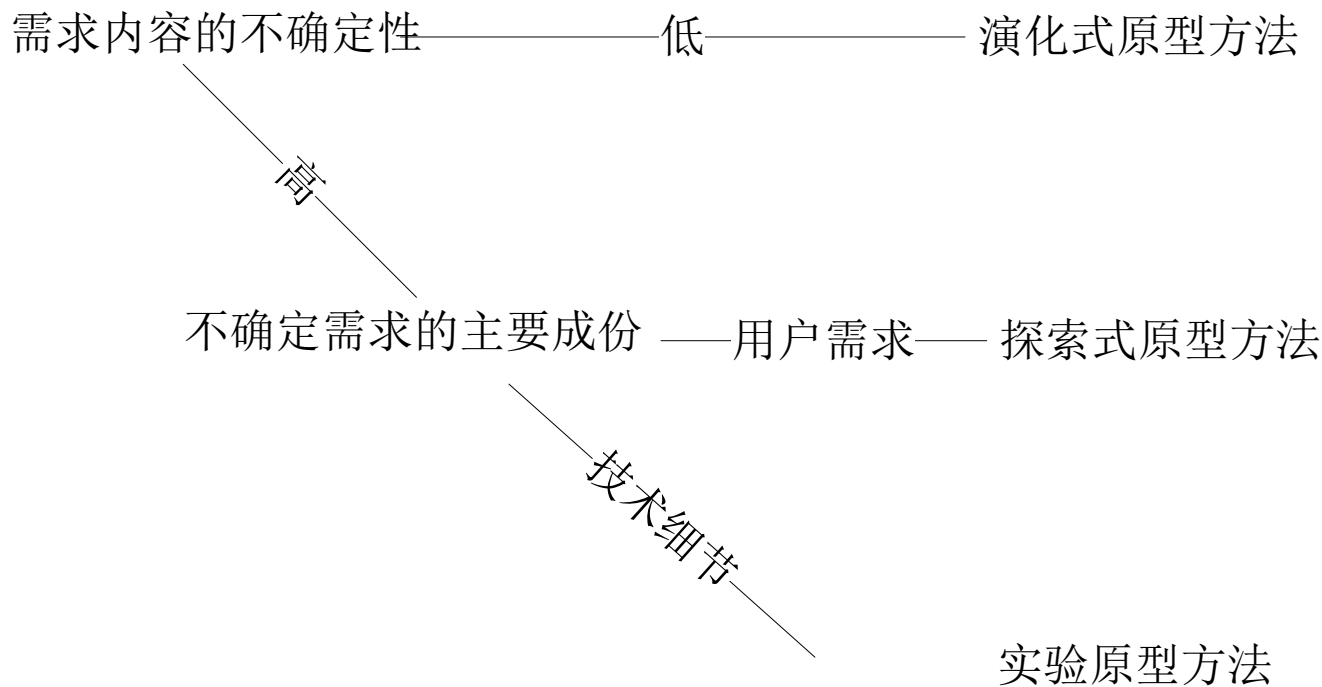 需求内容的不确定性 低 演化式原型方法
高
不确定需求的主要成份 用户需求 探索式原型方法
技术细节
实验原型方法